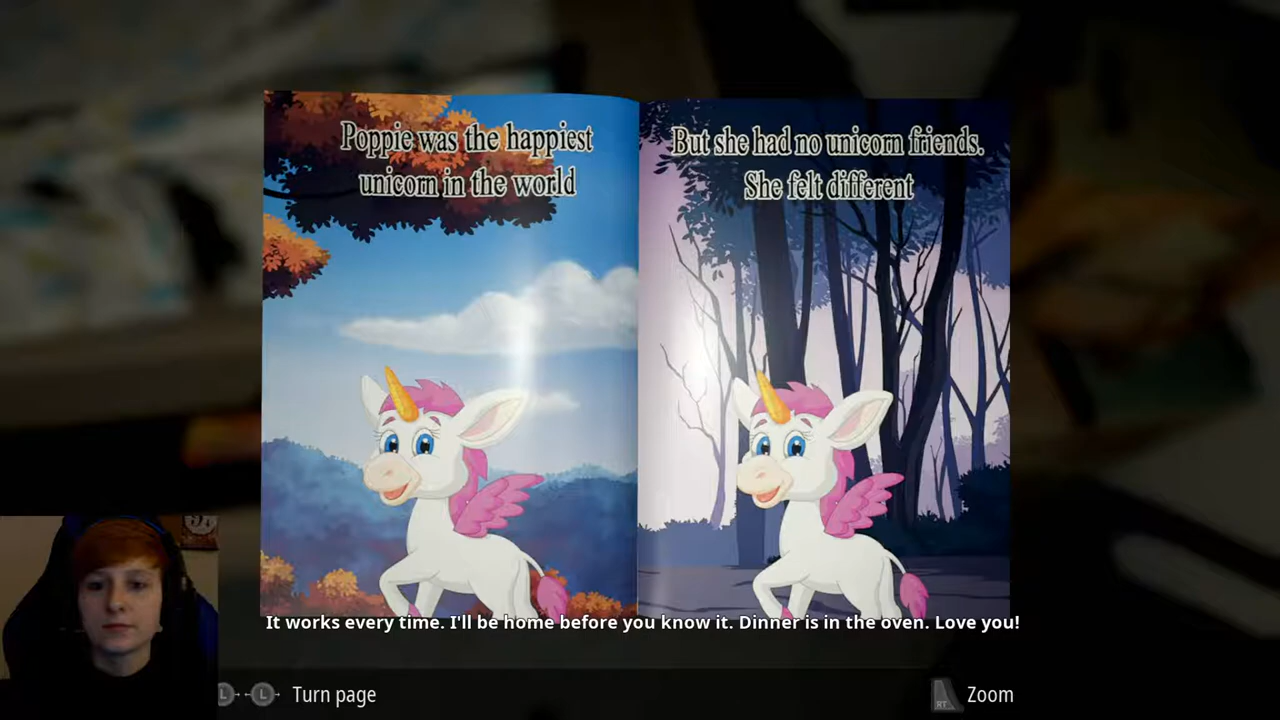 Poppie was the happiest
unicorn in the world
But she had no unicorn friends.
She felt different
It works every time. I'll be home before you know it. Dinner is in the oven. Love you!
L L Turn page
RT Zoom